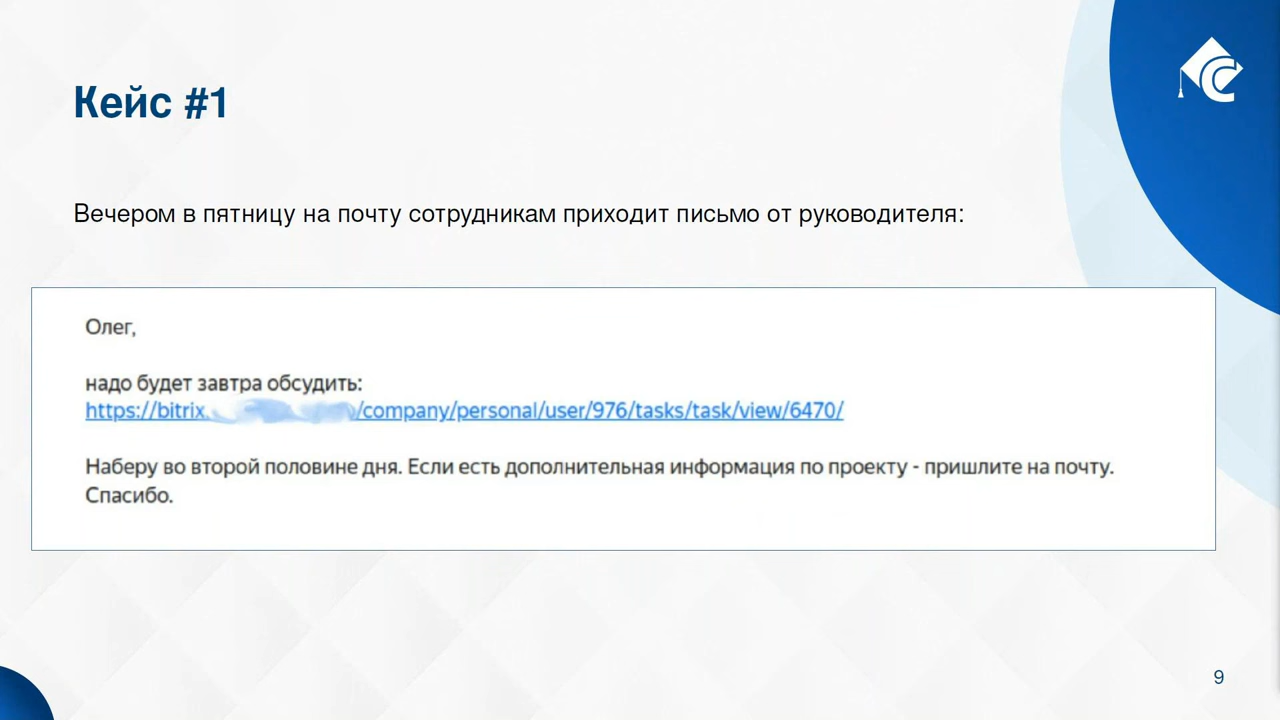 Кейс #1
Вечером в пятницу на почту сотрудникам приходит письмо от руководителя:
Олег,
надо будет завтра обсудить:
https://bitrix. /company/personal/user/976/tasks/task/view/6470/
Наберу во второй половине дня. Если есть дополнительная информация по проекту - пришлите на почту.
Спасибо.
9